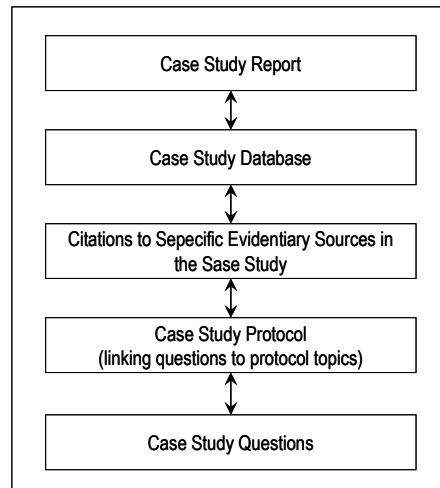 Case Study Report
Case Study Database
Citations to Sepecific Evidentiary Sources in
the Sase Study
Case Study Protocol
(linking questions to protocol topics)
Case Study Questions